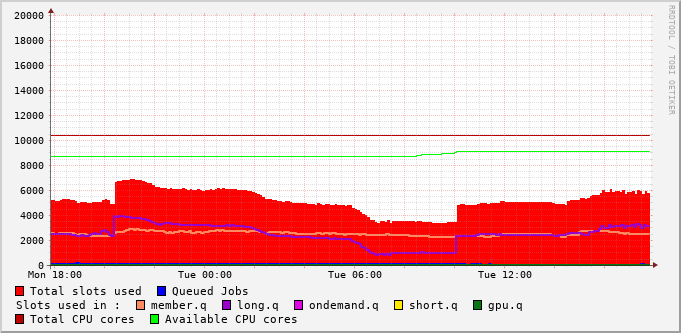 RRDTOOL / TOBI OETIKER
20000
18000
16000
14000
12000
10000
8000
6000
4000
2000
0
Mon 18:00 Tue 00:00 Tue 06:00 Tue 12:00
Total slots used Queued Jobs
Slots used in : member.q long.q ondemand.q short.q gpu.q
Total CPU cores Available CPU cores